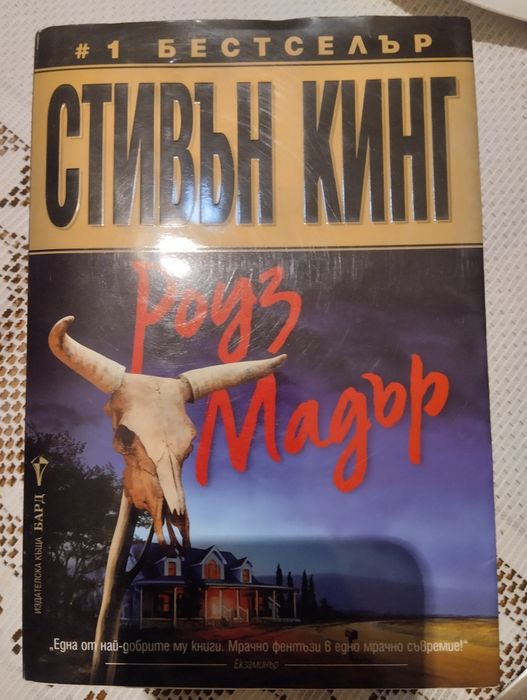 # 1 БЕСТСЕЛЪР
СТИВЪН КИНГ
Роуз
Мадър
ИЗДАТЕЛСКА КЪЩА БАРД
„Една от най-добрите му книги. Мрачно фентъзи в едно мрачно съвремие!“
Екзаминър